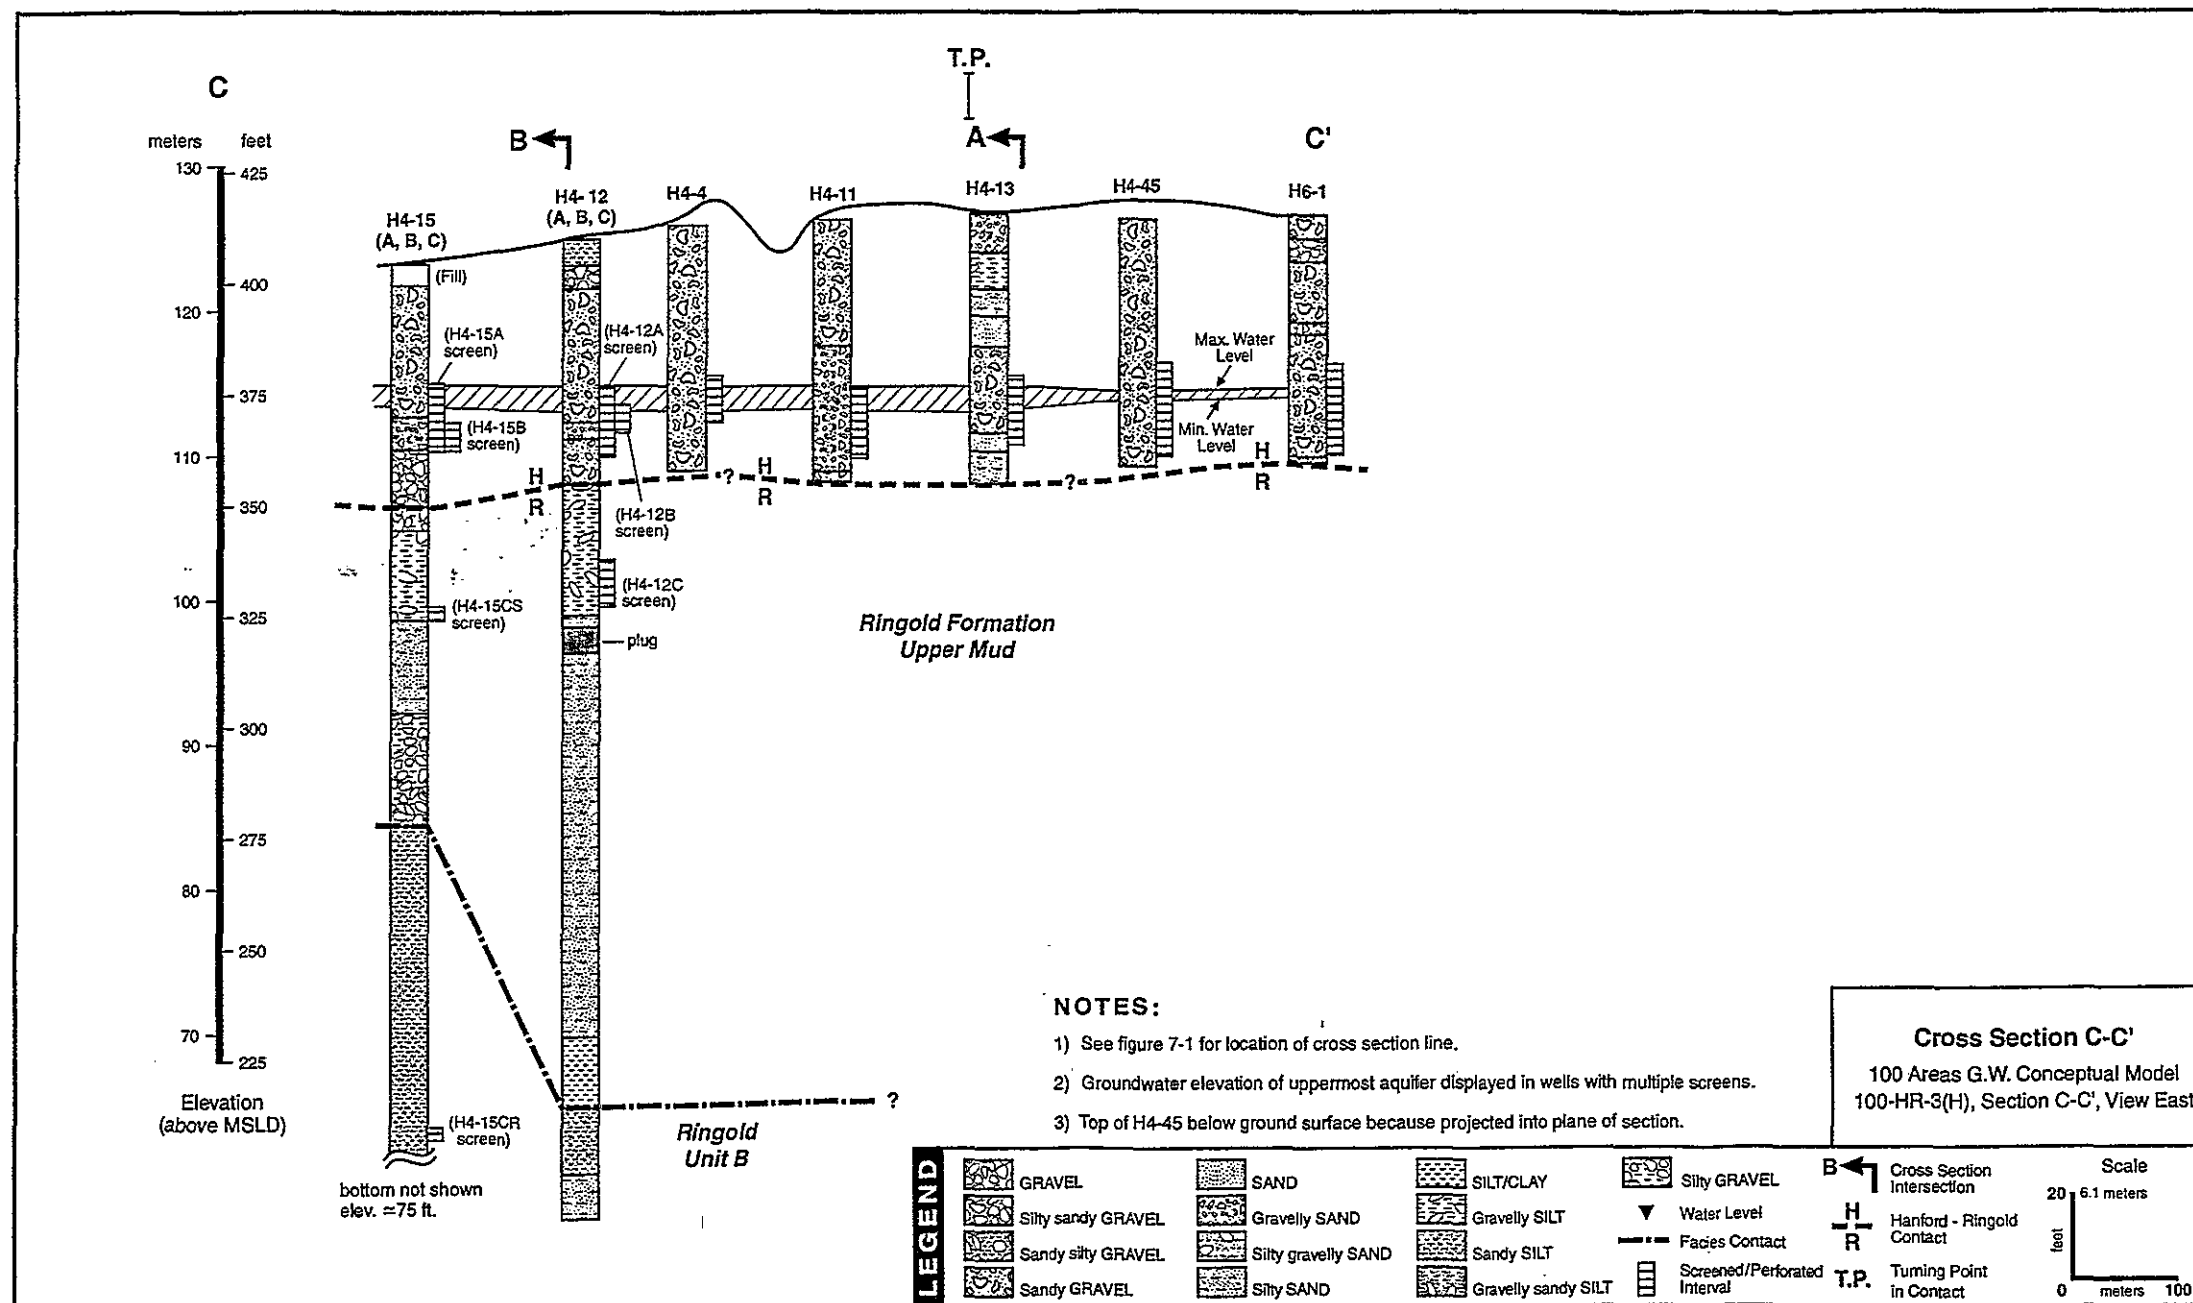 T.P.
C
B
A
C'
meters
feet
130
425
H4-15
(A, B, C)
H4-12
(A, B, C)
H4-4
H4-11
H4-13
H4-45
H6-1
(Fill)
400
120
(H4-15A
screen)
(H4-12A
screen)
Max. Water
Level
375
(H4-15B
screen)
Min. Water
Level
110
H
R
?
H
R
?
H
R
350
(H4-12B
screen)
(H4-12C
screen)
100
325
(H4-15CS
screen)
plug
Ringold Formation
Upper Mud
300
90
275
80
250
70
225
Elevation
(above MSLD)
(H4-15CR
screen)
bottom not shown
elev. ≈75 ft.
?
Ringold
Unit B
NOTES:
1) See figure 7-1 for location of cross section line.
2) Groundwater elevation of uppermost aquifer displayed in wells with multiple screens.
3) Top of H4-45 below ground surface because projected into plane of section.
Cross Section C-C'
100 Areas G.W. Conceptual Model
100-HR-3(H), Section C-C', View East
LEGEND
GRAVEL
Silty sandy GRAVEL
Sandy silty GRAVEL
Sandy GRAVEL
SAND
Gravelly SAND
Silty gravelly SAND
Silty SAND
SILT/CLAY
Gravelly SILT
Sandy SILT
Gravelly sandy SILT
Silty GRAVEL
Water Level
Facies Contact
Screened/Perforated
Interval
B
Cross Section
Intersection
H
R
Hanford - Ringold
Contact
T.P.
Turning Point
in Contact
Scale
20
6.1 meters
feet
0
meters
100